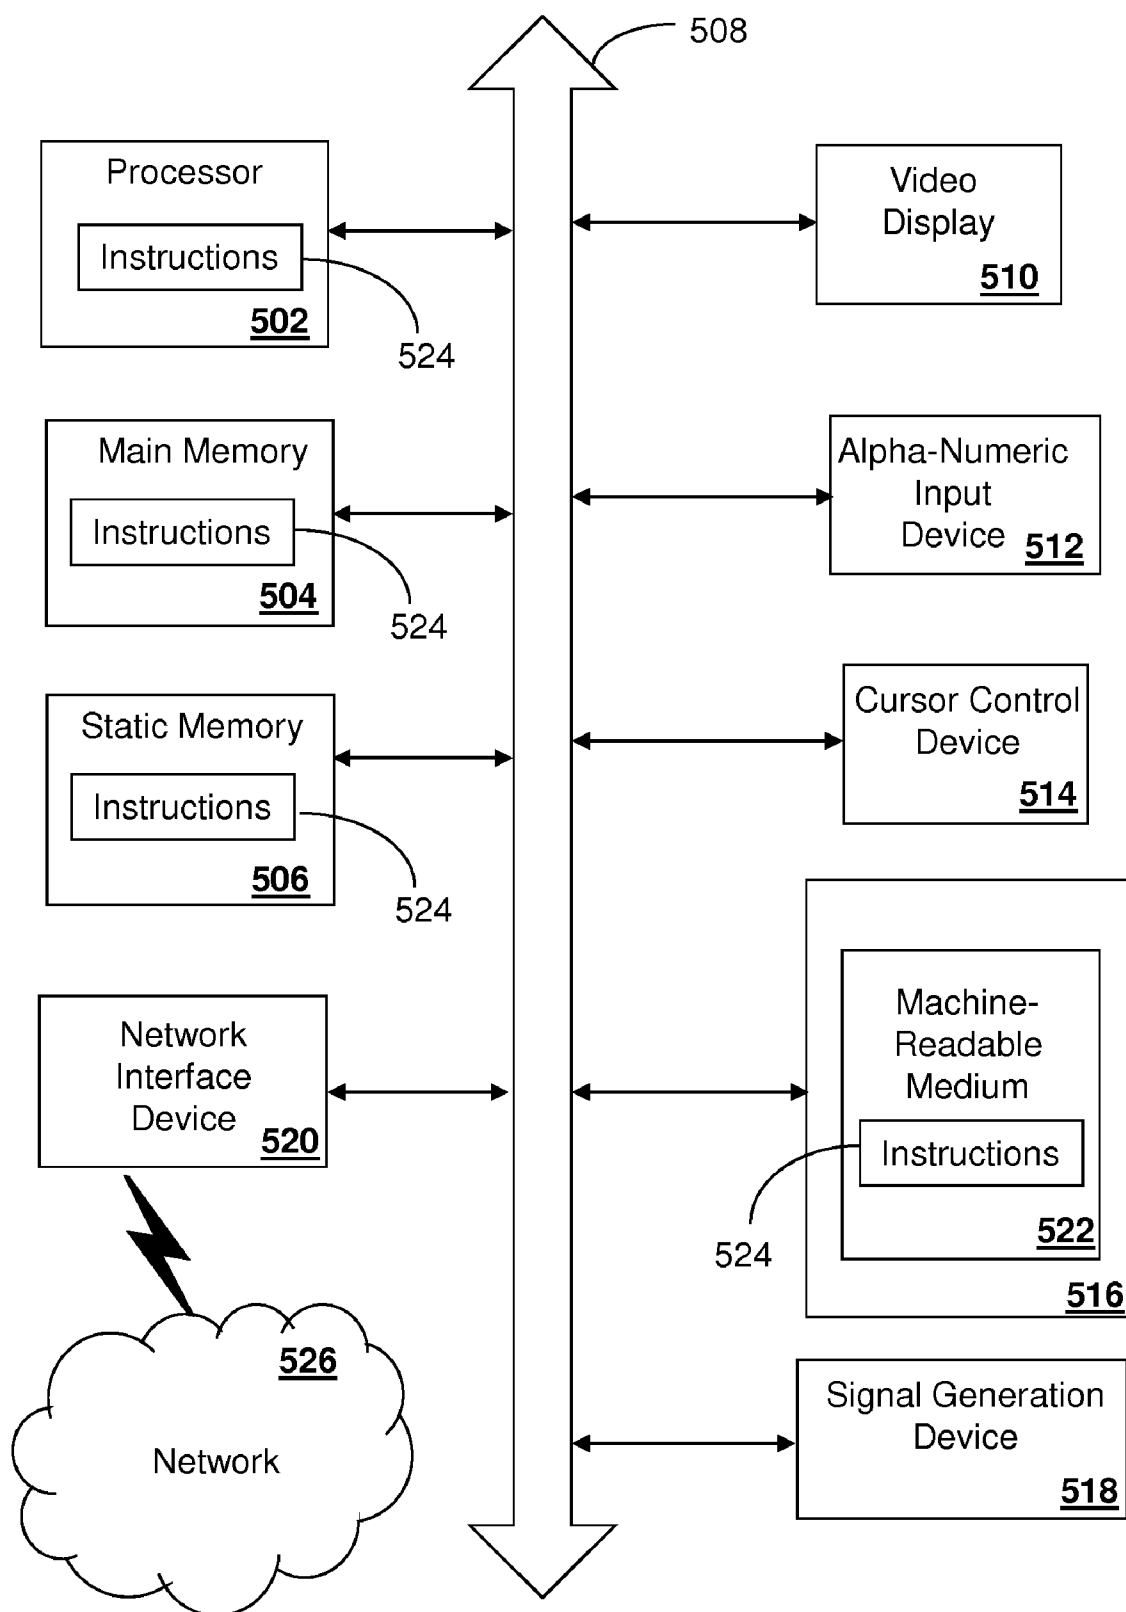 508
Processor
Instructions
502
524
Main Memory
Instructions
504
524
Static Memory
Instructions
506
524
Network
Interface
Device
520
526
Network
Video
Display
510
Alpha-Numeric
Input
Device
512
Cursor Control
Device
514
Machine-
Readable
Medium
Instructions
524
522
516
Signal Generation
Device
518